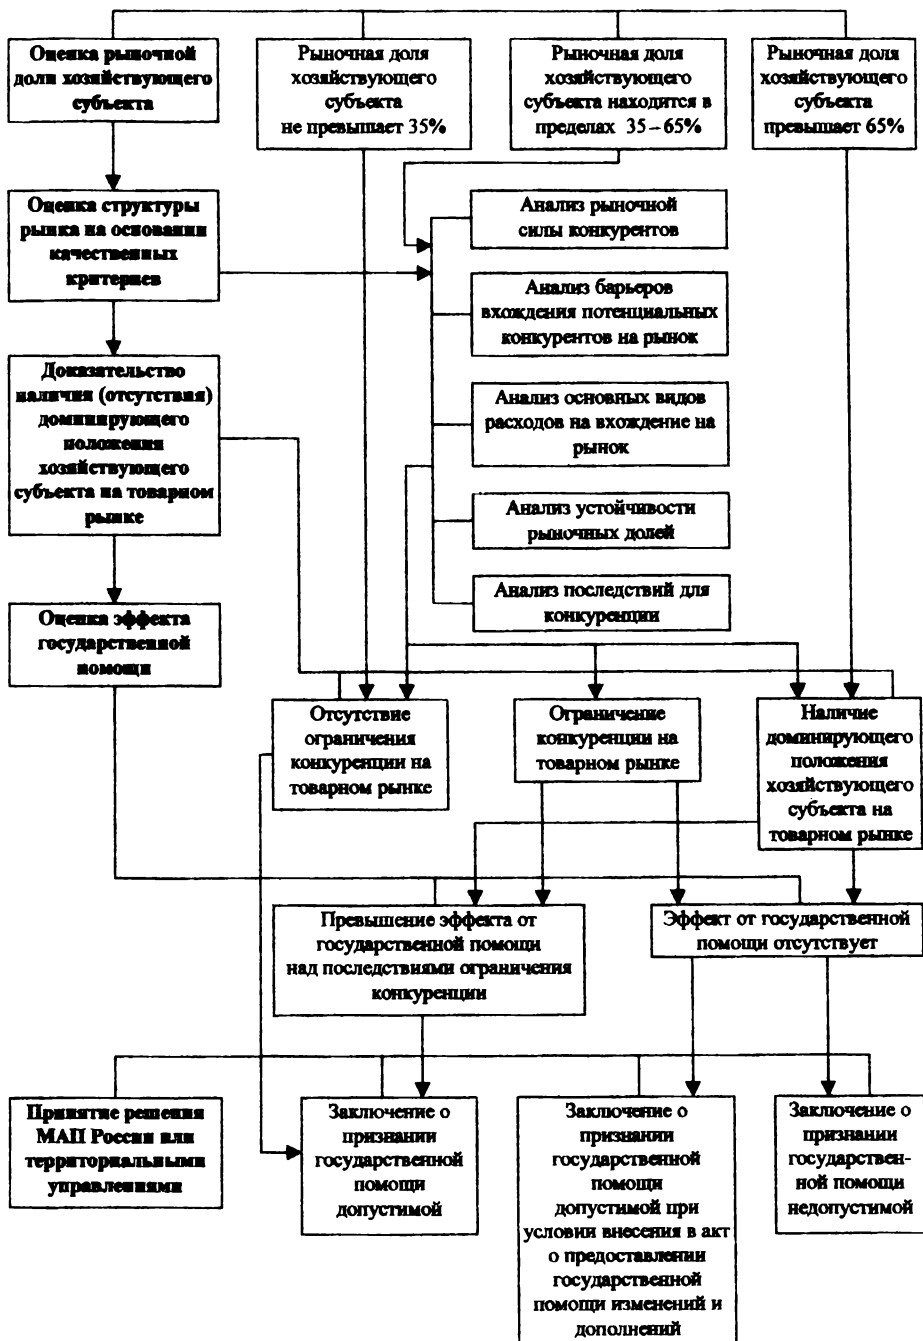 Оценка рыночной
доли хозяйствующего
субъекта
Рыночная доля
хозяйствующего
субъекта
не превышает 35%
Рыночная доля
хозяйствующего
субъекта находится в
пределах 35–65%
Рыночная доля
хозяйствующего
субъекта
превышает 65%
Оценка структуры
рынка на основании
качественных
критериев
Анализ рыночной
силы конкурентов
Анализ барьеров
вхождения потенциальных
конкурентов на рынок
Доказательство
наличия (отсутствия)
доминирующего
положения
хозяйствующего
субъекта на товарном
рынке
Анализ основных видов
расходов на вхождение на
рынок
Анализ устойчивости
рыночных долей
Анализ последствий для
конкуренции
Оценка эффекта
государственной
помощи
Отсутствие
ограничения
конкуренции на
товарном рынке
Ограничение
конкуренции на
товарном рынке
Наличие
доминирующего
положения
хозяйствующего
субъекта на
товарном рынке
Превышение эффекта от
государственной помощи
над последствиями ограничения
конкуренции
Эффект от государственной
помощи отсутствует
Принятие решения
МАП России или
территориальными
управлениями
Заключение о
признании
государственной
помощи
допустимой
Заключение о
признании
государственной
помощи
допустимой при
условии внесения в акт
о предоставлении
государственной
помощи изменений и
дополнений
Заключение о
признании
государствен-
ной помощи
недопустимой